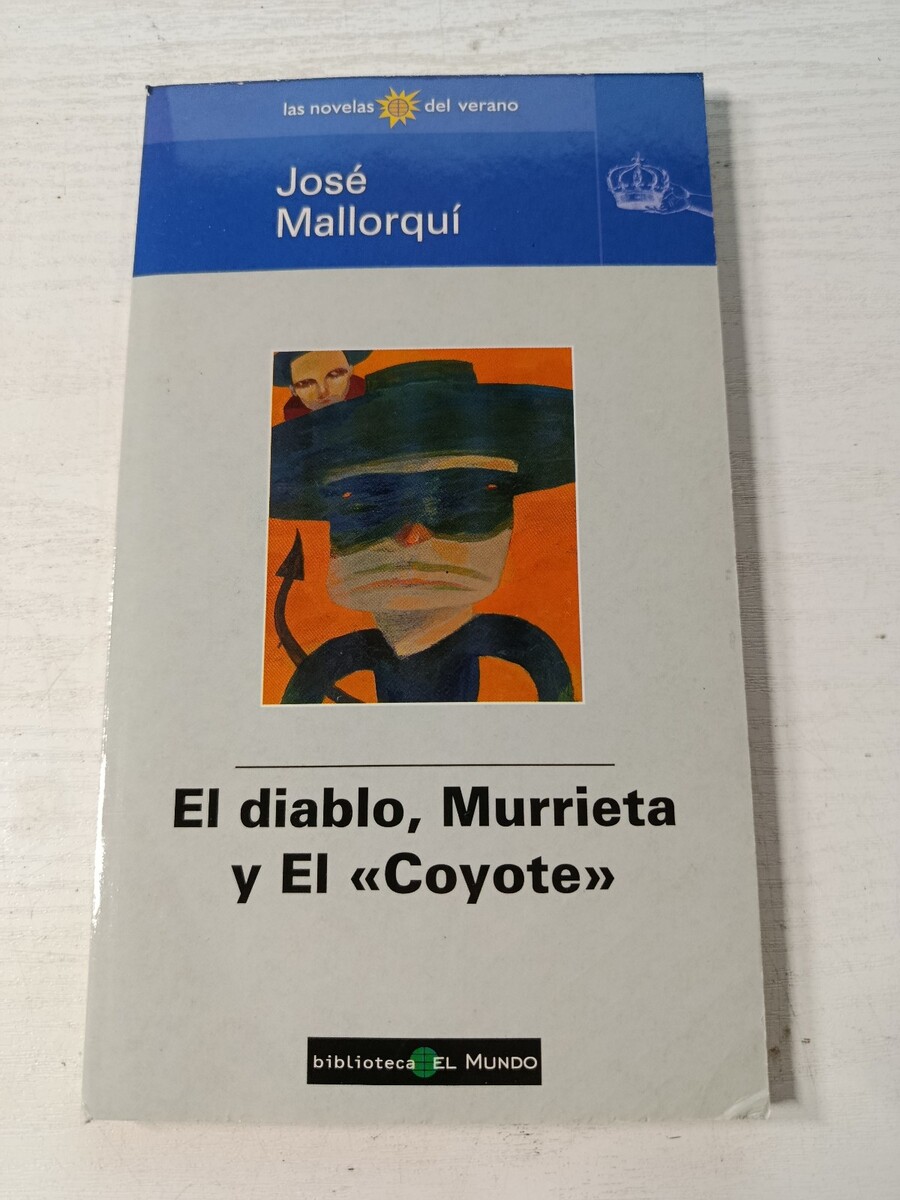 las novelas del verano
José
Mallorquí
El diablo, Murrieta
y El «Coyote»
biblioteca EL MUNDO